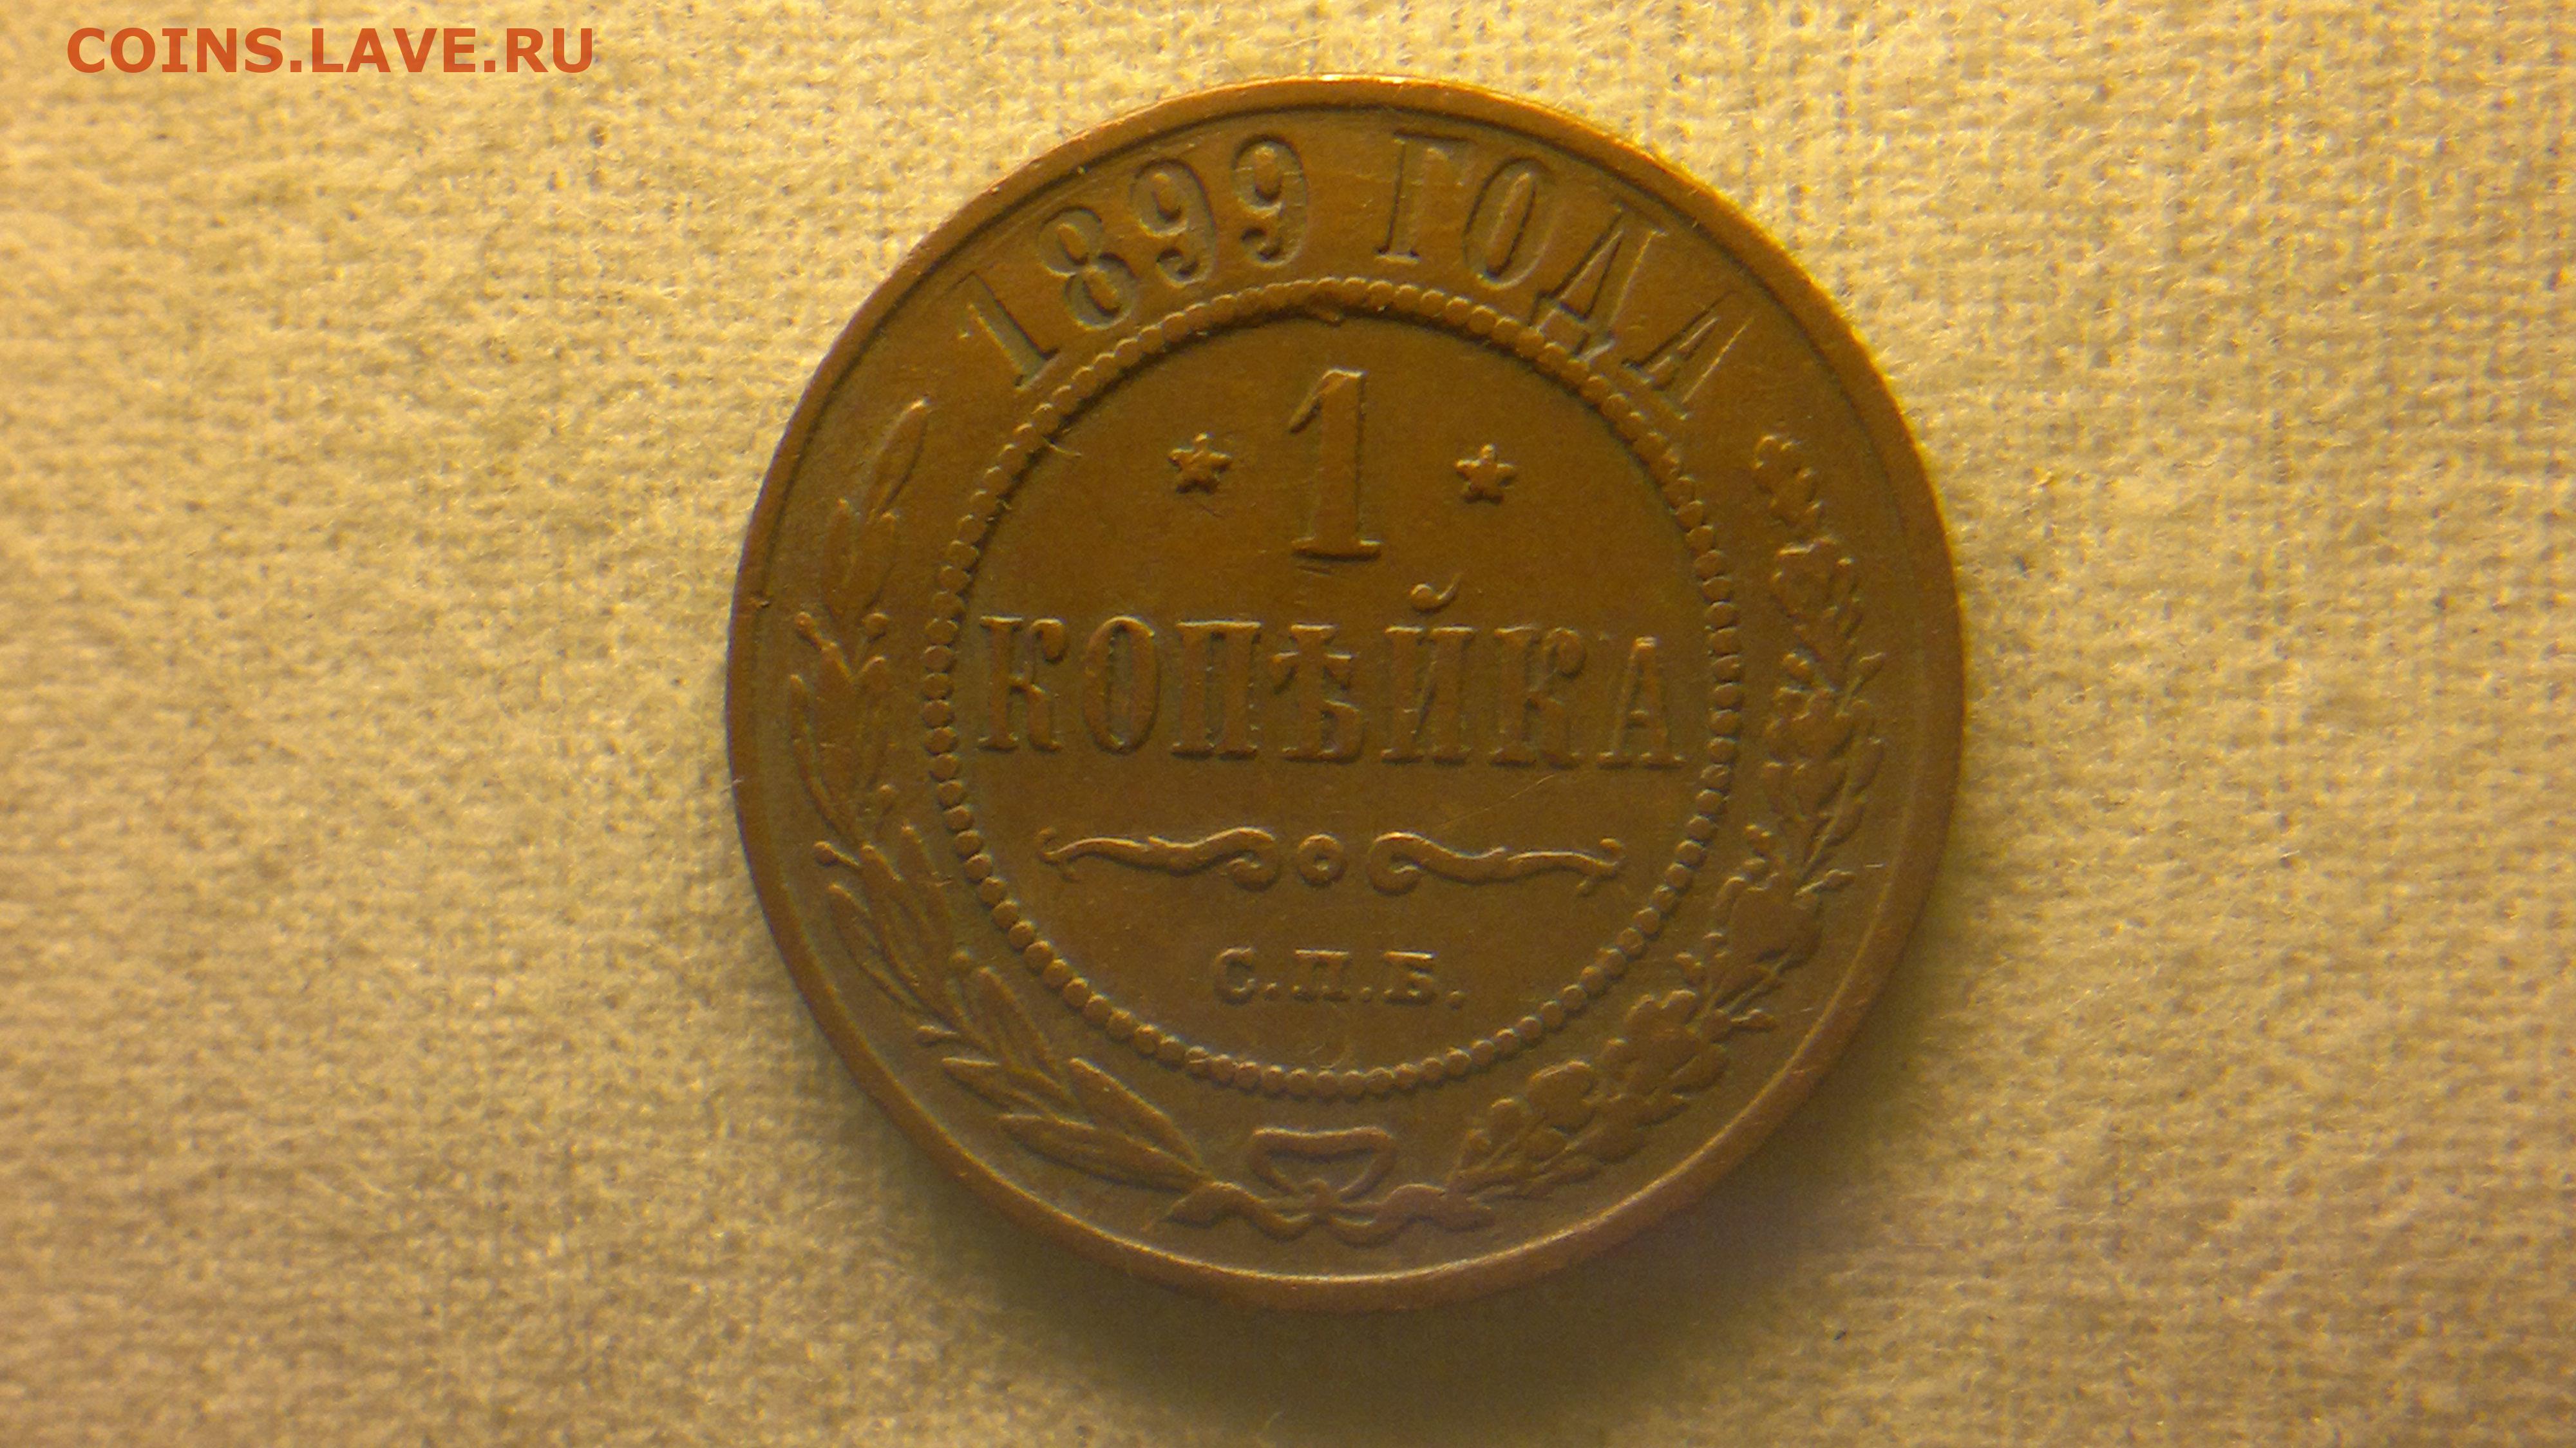 COINS.LAVE.RU
1899 ГОДА
1
КОПѢЙКА
С.П.Б.